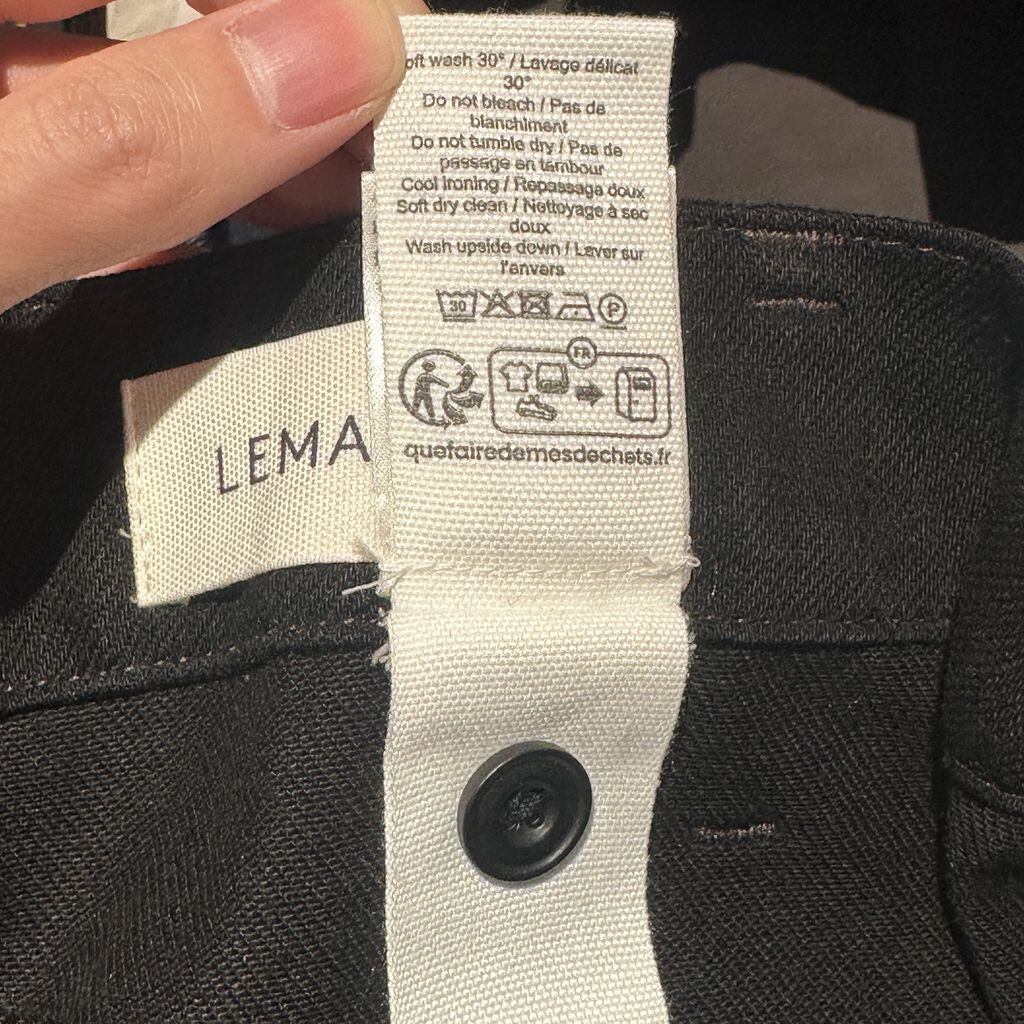 oft wash 30° / Lavage délicat
30°
Do not bleach / Pas de
blanchiment
Do not tumble dry / Pas de
passage en tambour
Cool ironing / Repassage doux
Soft dry clean / Nettoyage à sec
doux
Wash upside down / Laver sur
l'envers
30 P
FR
quefairedemesdechets.fr
LEMA